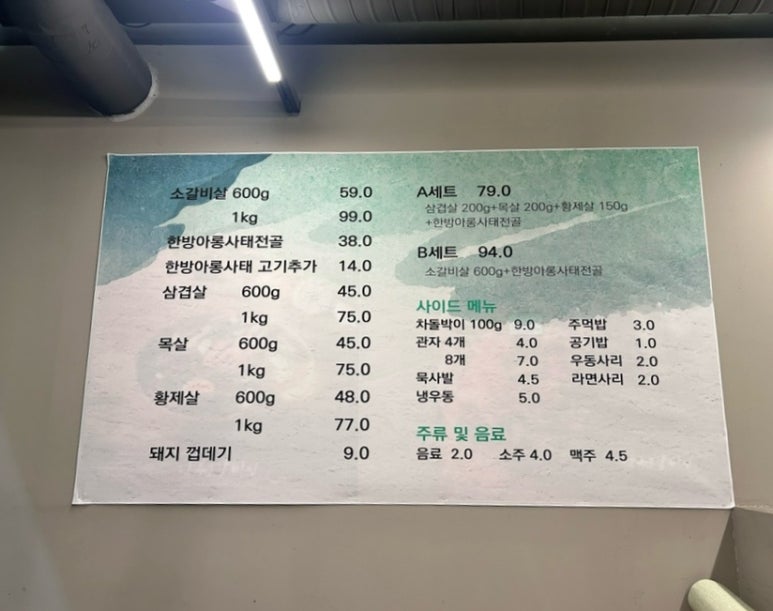 소갈비살 600g 59.0
1kg 99.0
한방아롱사태전골 38.0
한방아롱사태 고기추가 14.0
삼겹살 600g 45.0
1kg 75.0
목살 600g 45.0
1kg 75.0
황제살 600g 48.0
1kg 77.0
돼지 껍데기 9.0
A세트 79.0
삼겹살 200g+목살 200g+황제살 150g
+한방아롱사태전골
B세트 94.0
소갈비살 600g+한방아롱사태전골
사이드 메뉴
차돌박이 100g 9.0 주먹밥 3.0
관자 4개 4.0 공기밥 1.0
8개 7.0 우동사리 2.0
묵사발 4.5 라면사리 2.0
냉우동 5.0
주류 및 음료
음료 2.0 소주 4.0 맥주 4.5